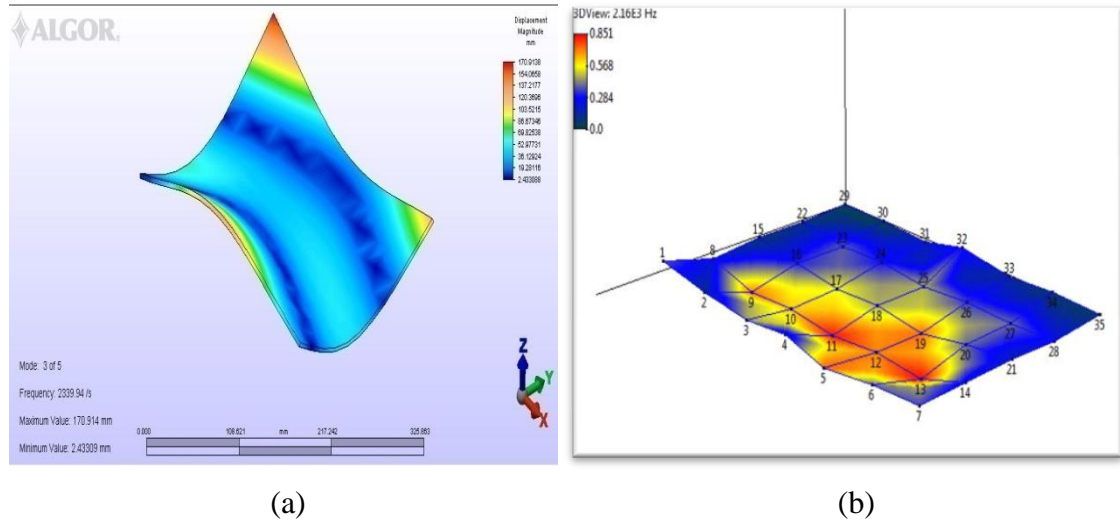 ALGOR
Displacement
Magnitude
mm
170.9138
154.0658
137.2177
120.3696
103.5215
86.67346
69.82538
52.97731
36.12924
19.28116
2.433088
Mode: 3 of 5
Frequency: 2339.94 /s
Maximum Value: 170.914 mm
Minimum Value: 2.43309 mm
0.000 108.621 mm 217.242 325.863
Z
Y
X
(a)
3DView: 2.16E3 Hz
0.851
0.568
0.284
0.0
29
22 30
15 31 32
1 8 23
16 24 33
2 9 17 25 34
3 10 18 26 35
4 11 19 27
5 12 20 28
6 13 21
7 14
(b)